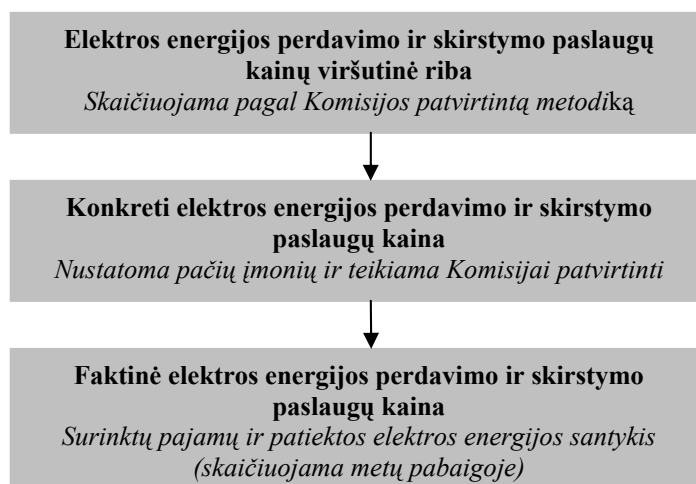 Elektros energijos perdavimo ir skirstymo paslaugų
kainų viršutinė riba
Skaičiuojama pagal Komisijos patvirtintą metodiką
Konkreti elektros energijos perdavimo ir skirstymo
paslaugų kaina
Nustatoma pačių įmonių ir teikiama Komisijai patvirtinti
Faktinė elektros energijos perdavimo ir skirstymo
paslaugų kaina
Surinktų pajamų ir patiektos elektros energijos santykis
(skaičiuojama metų pabaigoje)